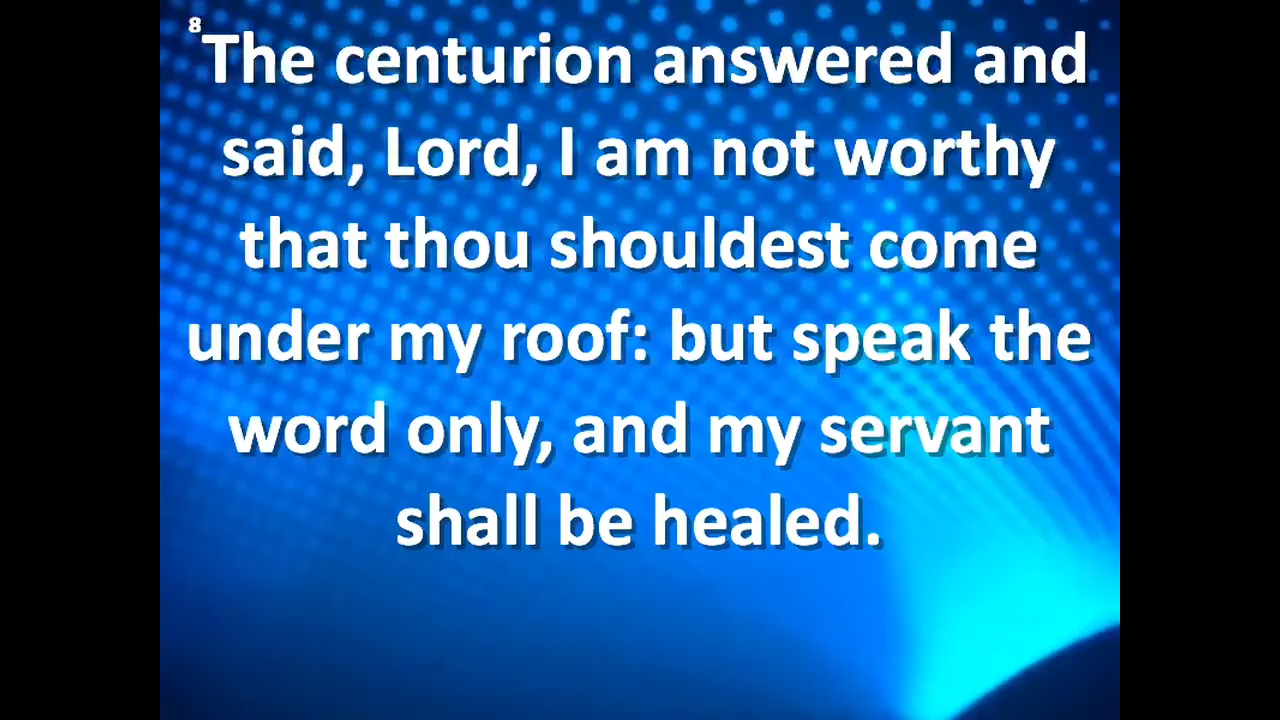 8The centurion answered and
said, Lord, I am not worthy
that thou shouldest come
under my roof: but speak the
word only, and my servant
shall be healed.